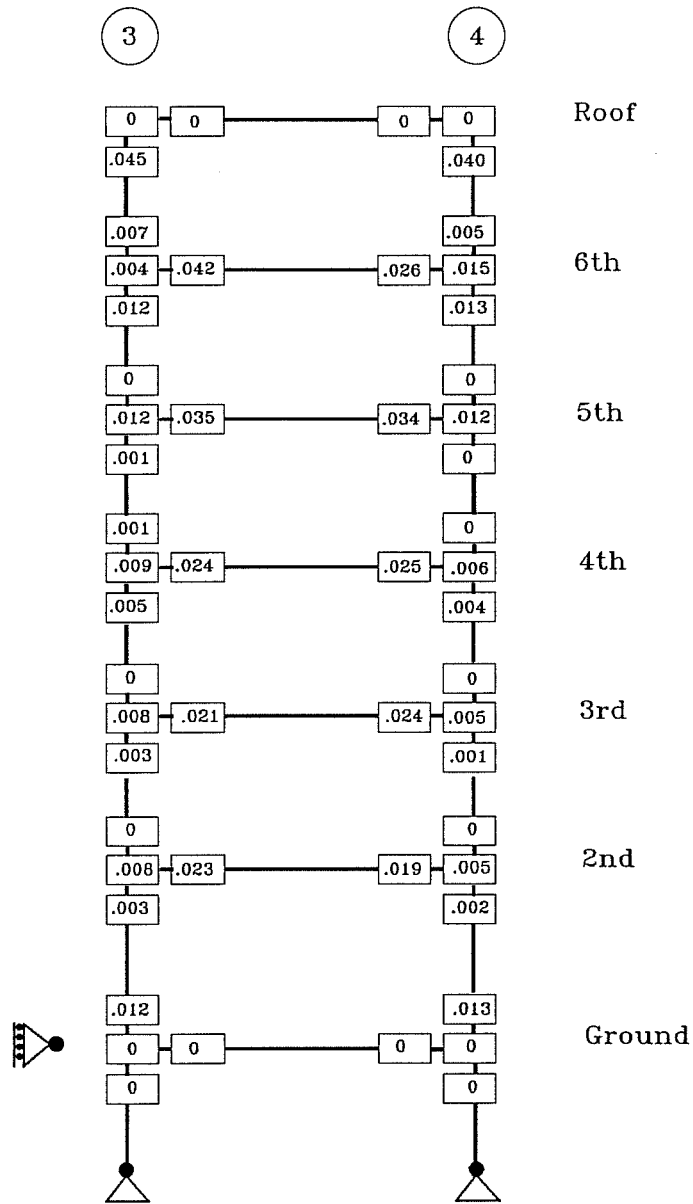 3 4
0 0 0 0 Roof
.045 .040
.007 .005
.004 .042 .026 .015 6th
.012 .013
0 0
.012 .035 .034 .012 5th
.001 0
.001 0
.009 .024 .025 .006 4th
.005 .004
0 0
.008 .021 .024 .005 3rd
.003 .001
0 0
.008 .023 .019 .005 2nd
.003 .002
.012 .013
0 0 0 0 Ground
0 0